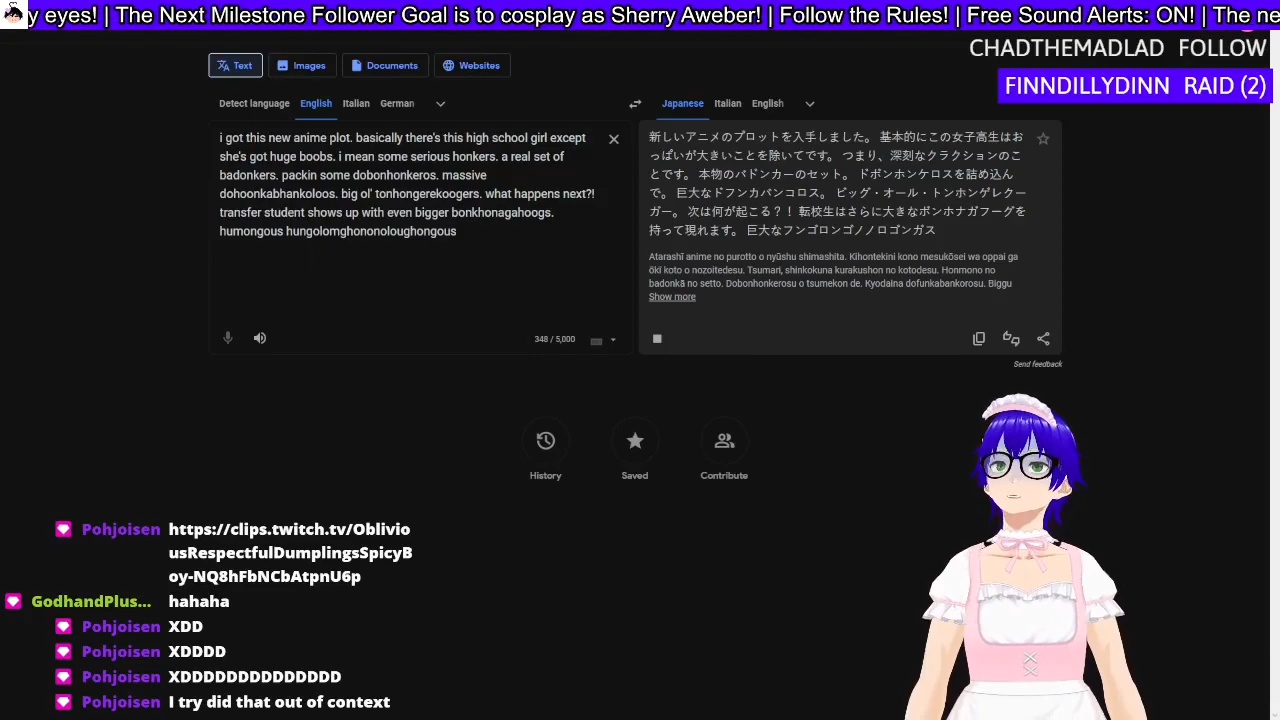 y eyes! | The Next Milestone Follower Goal is to cosplay as Sherry Aweber! | Follow the Rules! | Free Sound Alerts: ON! | The ne
CHADTHEMADLAD FOLLOW
FINNDILLYDINN RAID (2)
Text Images Documents Websites
Detect language English Italian German
Japanese Italian English
i got this new anime plot. basically there's this high school girl except
she's got huge boobs. i mean some serious honkers. a real set of
badonkers. packin some dobonhonkeros. massive
dohoonkabhankoloos. big ol' tonhongerekoogers. what happens next?!
transfer student shows up with even bigger bonkhonagahoogs.
humongous hungolomghononoloughongous
348 / 5,000
新しいアニメのプロットを入手しました。 基本的にこの女子高生はお
っぱいが大きいことを除いてです。 つまり、深刻なクラクションのこ
とです。 本物のバドンカーのセット。 ドボンホンケロスを詰め込ん
で。 巨大なドフンカバンコロス。 ビッグ・オール・トンホンゲレクー
ガー。 次は何が起こる？！ 転校生はさらに大きなボンホナガフーグを
持って現れます。 巨大なフンゴロンゴノノロゴンガス
Atarashī anime no purotto o nyūshu shimashita. Kihontekini kono mesukōsei wa oppai ga
ōkī koto o nozoitedesu. Tsumari, shinkokuna kurakushon no kotodesu. Honmono no
badonkā no setto. Dobonhonkerosu o tsumekon de. Kyodaina dofunkabankorosu. Biggu
Show more
Send feedback
History Saved Contribute
Pohjoisen https://clips.twitch.tv/Oblivio
usRespectfulDumplingsSpicyB
oy-NQ8hFbNCbAtpnU6p
GodhandPlus... hahaha
Pohjoisen XDD
Pohjoisen XDDDD
Pohjoisen XDDDDDDDDDDDDDD
Pohjoisen I try did that out of context